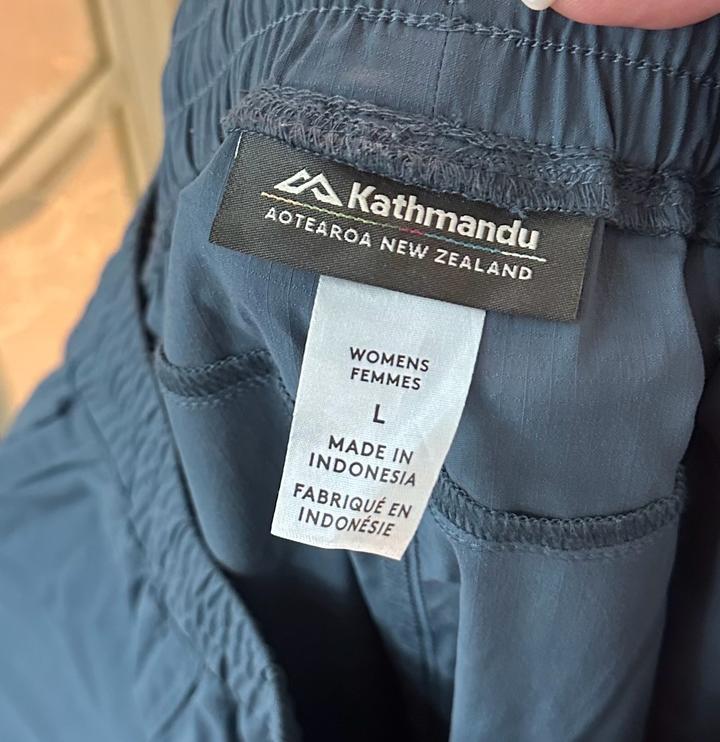 Kathmandu
AOTEAROA NEW ZEALAND
WOMENS
FEMMES
L
MADE IN
INDONESIA
FABRIQUÉ EN
INDONÉSIE